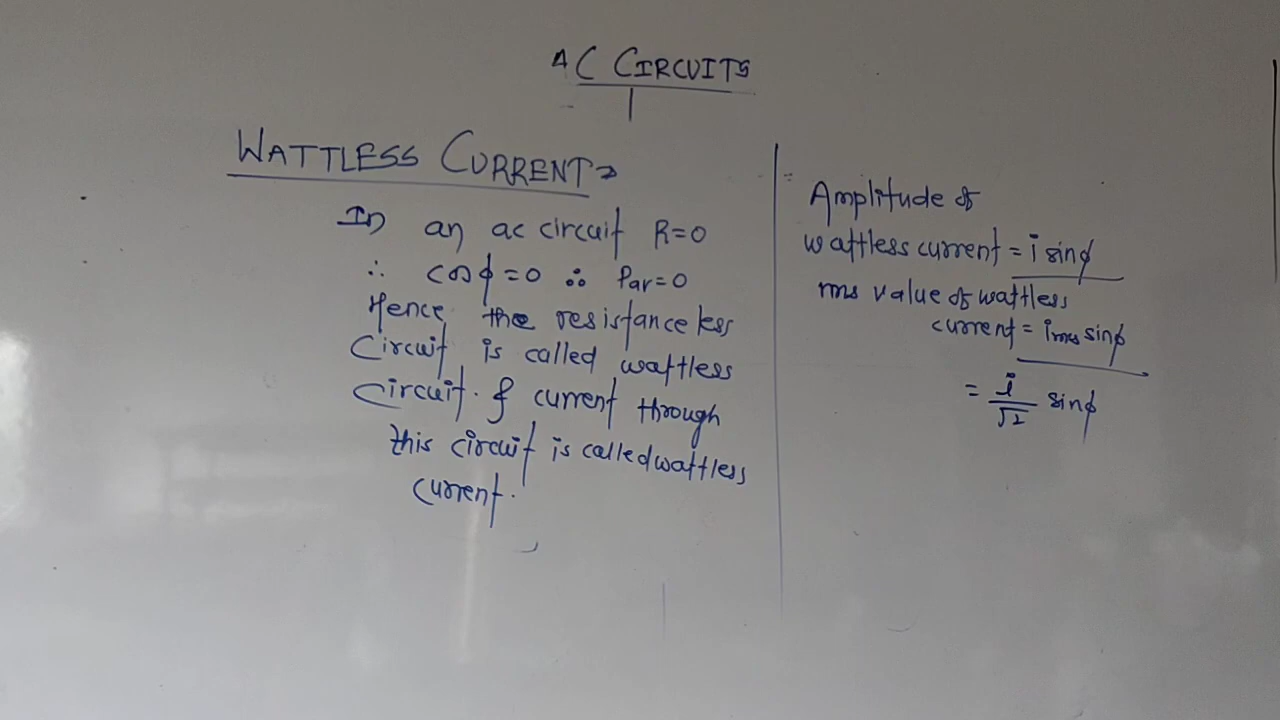 AC CIRCUITS
WATTLESS CURRENT→
In an ac circuit R=0
∴ cosϕ=0 ∴ Pav=0
Hence the resistance less
Circuit is called wattless
Circuit. & current through
this circuit is called wattless
current.
Amplitude of
wattless current = i sinϕ
rms value of wattless
current = irms sinϕ
= i/√2 sinϕ